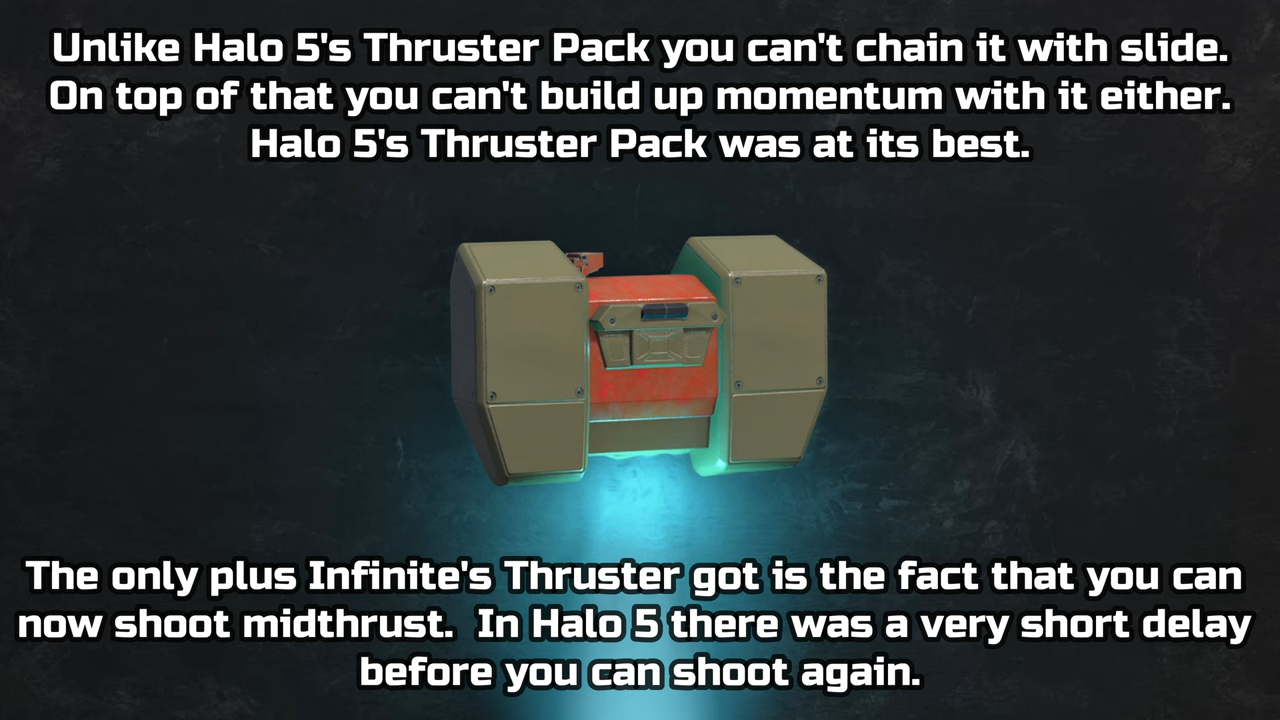 Unlike Halo 5's Thruster Pack you can't chain it with slide.
On top of that you can't build up momentum with it either.
Halo 5's Thruster Pack was at its best.
The only plus Infinite's Thruster got is the fact that you can
now shoot midthrust.  In Halo 5 there was a very short delay
before you can shoot again.